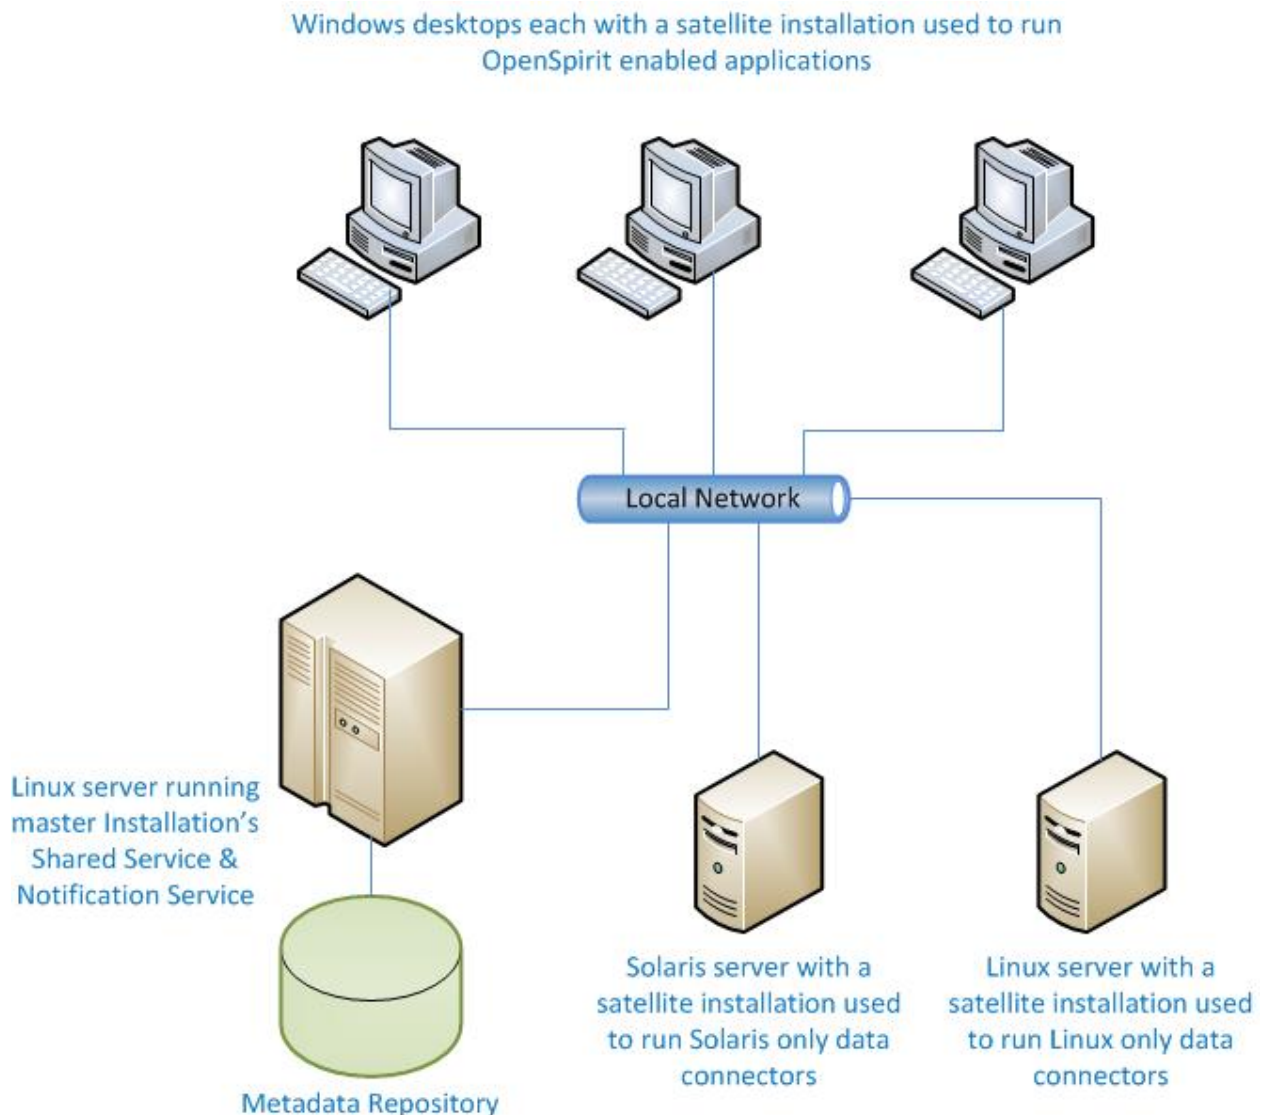 Windows desktops each with a satellite installation used to run
OpenSpirit enabled applications
Local Network
Linux server running
master Installation's
Shared Service &
Notification Service
Metadata Repository
Solaris server with a
satellite installation used
to run Solaris only data
connectors
Linux server with a
satellite installation used
to run Linux only data
connectors